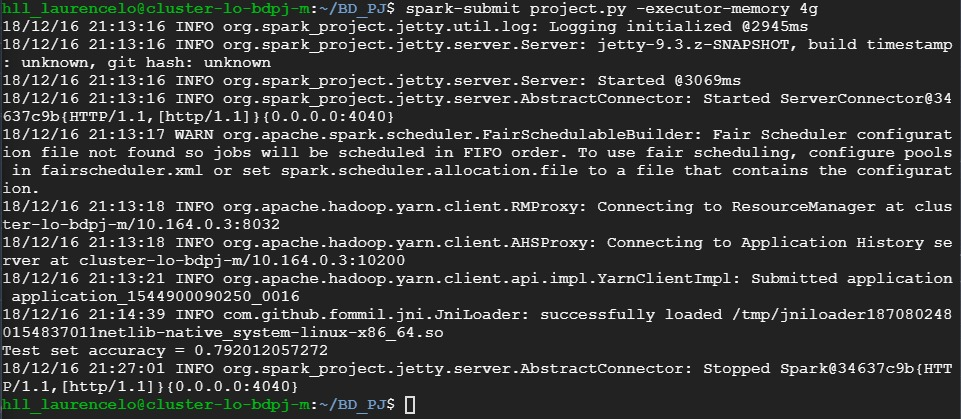 hll_laurencelo@cluster-lo-bdpj-m:~/BD_PJ$ spark-submit project.py -executor-memory 4g
18/12/16 21:13:16 INFO org.spark_project.jetty.util.log: Logging initialized @2945ms
18/12/16 21:13:16 INFO org.spark_project.jetty.server.Server: jetty-9.3.z-SNAPSHOT, build timestamp
: unknown, git hash: unknown
18/12/16 21:13:16 INFO org.spark_project.jetty.server.Server: Started @3069ms
18/12/16 21:13:16 INFO org.spark_project.jetty.server.AbstractConnector: Started ServerConnector@34
637c9b{HTTP/1.1,[http/1.1]}{0.0.0.0:4040}
18/12/16 21:13:17 WARN org.apache.spark.scheduler.FairSchedulableBuilder: Fair Scheduler configurat
ion file not found so jobs will be scheduled in FIFO order. To use fair scheduling, configure pools
 in fairscheduler.xml or set spark.scheduler.allocation.file to a file that contains the configurat
ion.
18/12/16 21:13:18 INFO org.apache.hadoop.yarn.client.RMProxy: Connecting to ResourceManager at clus
ter-lo-bdpj-m/10.164.0.3:8032
18/12/16 21:13:18 INFO org.apache.hadoop.yarn.client.AHSProxy: Connecting to Application History se
rver at cluster-lo-bdpj-m/10.164.0.3:10200
18/12/16 21:13:21 INFO org.apache.hadoop.yarn.client.api.impl.YarnClientImpl: Submitted application
 application_1544900090250_0016
18/12/16 21:14:39 INFO com.github.fommil.jni.JniLoader: successfully loaded /tmp/jniloader187080248
0154837011netlib-native_system-linux-x86_64.so
Test set accuracy = 0.792012057272
18/12/16 21:27:01 INFO org.spark_project.jetty.server.AbstractConnector: Stopped Spark@34637c9b{HTT
P/1.1,[http/1.1]}{0.0.0.0:4040}
hll_laurencelo@cluster-lo-bdpj-m:~/BD_PJ$